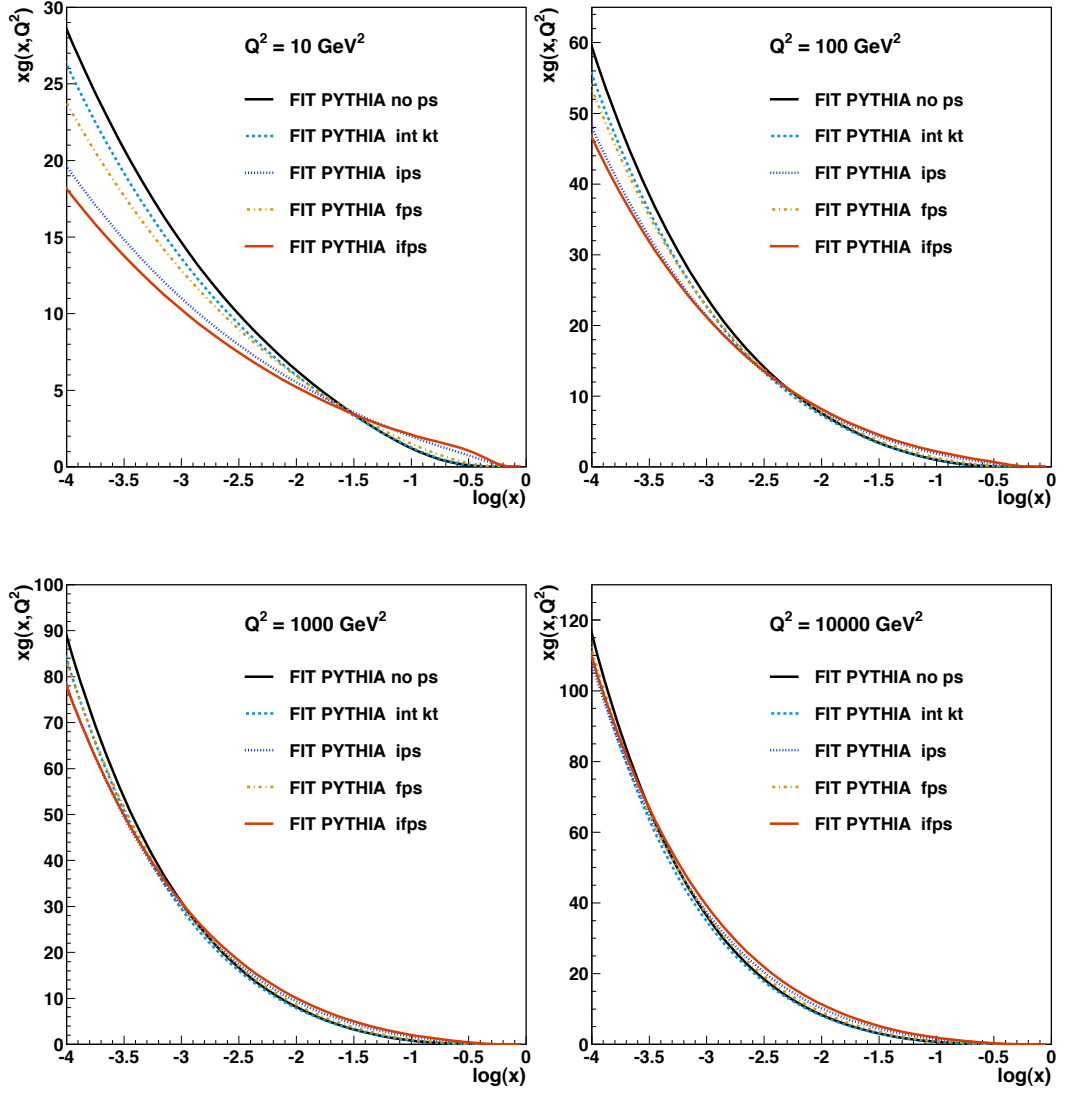 xg(x,Q²)
30
25
20
15
10
5
0
Q² = 10 GeV²
FIT PYTHIA no ps
FIT PYTHIA int kt
FIT PYTHIA ips
FIT PYTHIA fps
FIT PYTHIA ifps
-4 -3.5 -3 -2.5 -2 -1.5 -1 -0.5 0
log(x)
xg(x,Q²)
60
50
40
30
20
10
0
Q² = 100 GeV²
FIT PYTHIA no ps
FIT PYTHIA int kt
FIT PYTHIA ips
FIT PYTHIA fps
FIT PYTHIA ifps
-4 -3.5 -3 -2.5 -2 -1.5 -1 -0.5 0
log(x)
xg(x,Q²)
100
90
80
70
60
50
40
30
20
10
0
Q² = 1000 GeV²
FIT PYTHIA no ps
FIT PYTHIA int kt
FIT PYTHIA ips
FIT PYTHIA fps
FIT PYTHIA ifps
-4 -3.5 -3 -2.5 -2 -1.5 -1 -0.5 0
log(x)
xg(x,Q²)
120
100
80
60
40
20
0
Q² = 10000 GeV²
FIT PYTHIA no ps
FIT PYTHIA int kt
FIT PYTHIA ips
FIT PYTHIA fps
FIT PYTHIA ifps
-4 -3.5 -3 -2.5 -2 -1.5 -1 -0.5 0
log(x)